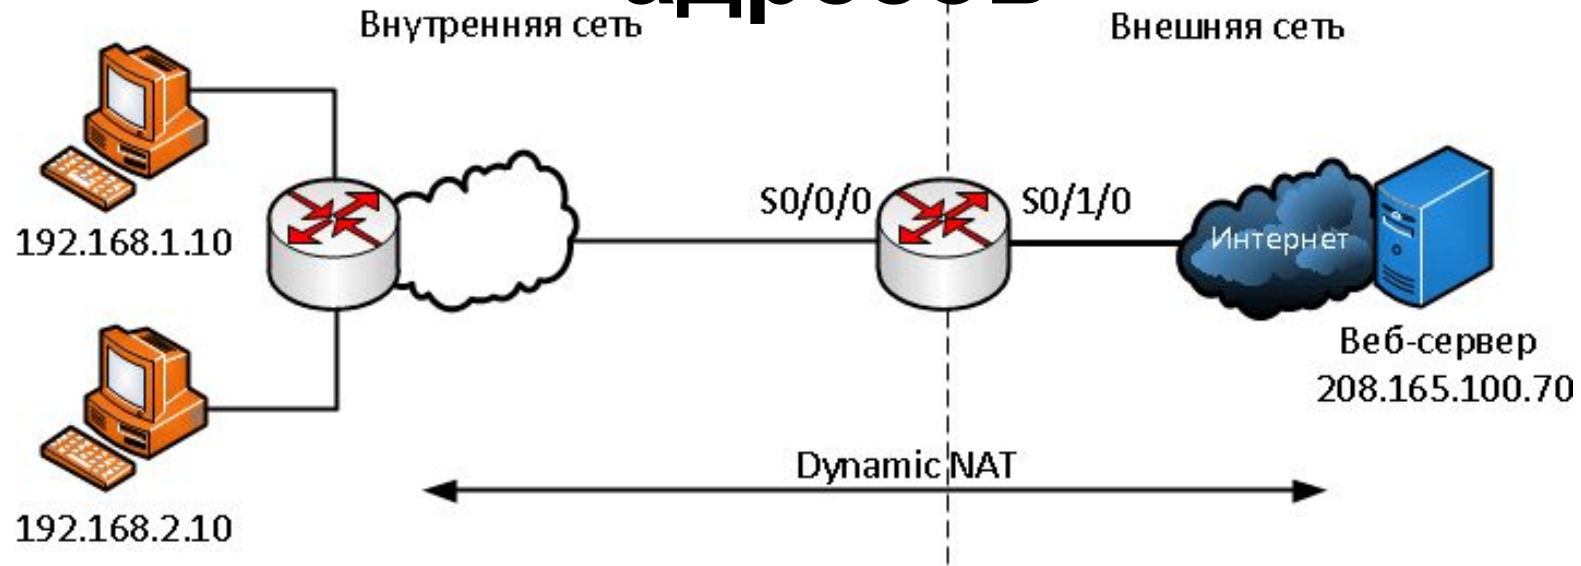 адресов
Внутренняя сеть
Внешняя сеть
192.168.1.10
S0/0/0
S0/1/0
Интернет
Веб-сервер
208.165.100.70
Dynamic NAT
192.168.2.10